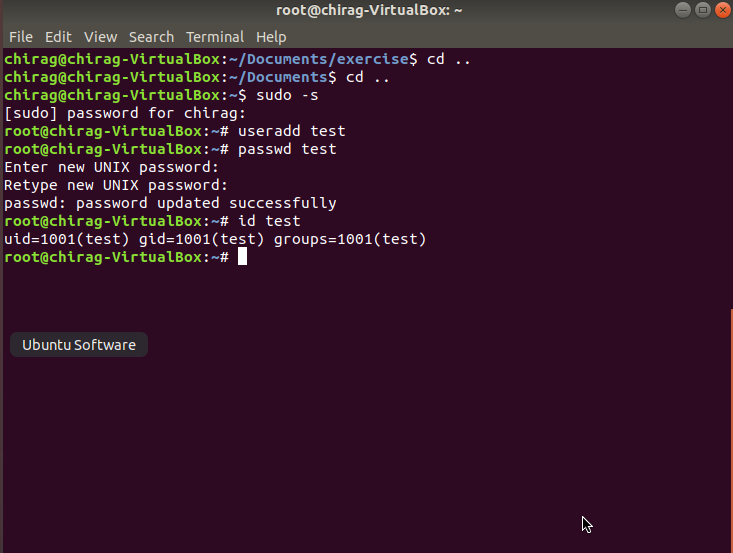 root@chirag-VirtualBox: ~
File Edit View Search Terminal Help
chirag@chirag-VirtualBox:~/Documents/exercise$ cd ..
chirag@chirag-VirtualBox:~/Documents$ cd ..
chirag@chirag-VirtualBox:~$ sudo -s
[sudo] password for chirag:
root@chirag-VirtualBox:~# useradd test
root@chirag-VirtualBox:~# passwd test
Enter new UNIX password:
Retype new UNIX password:
passwd: password updated successfully
root@chirag-VirtualBox:~# id test
uid=1001(test) gid=1001(test) groups=1001(test)
root@chirag-VirtualBox:~#
Ubuntu Software